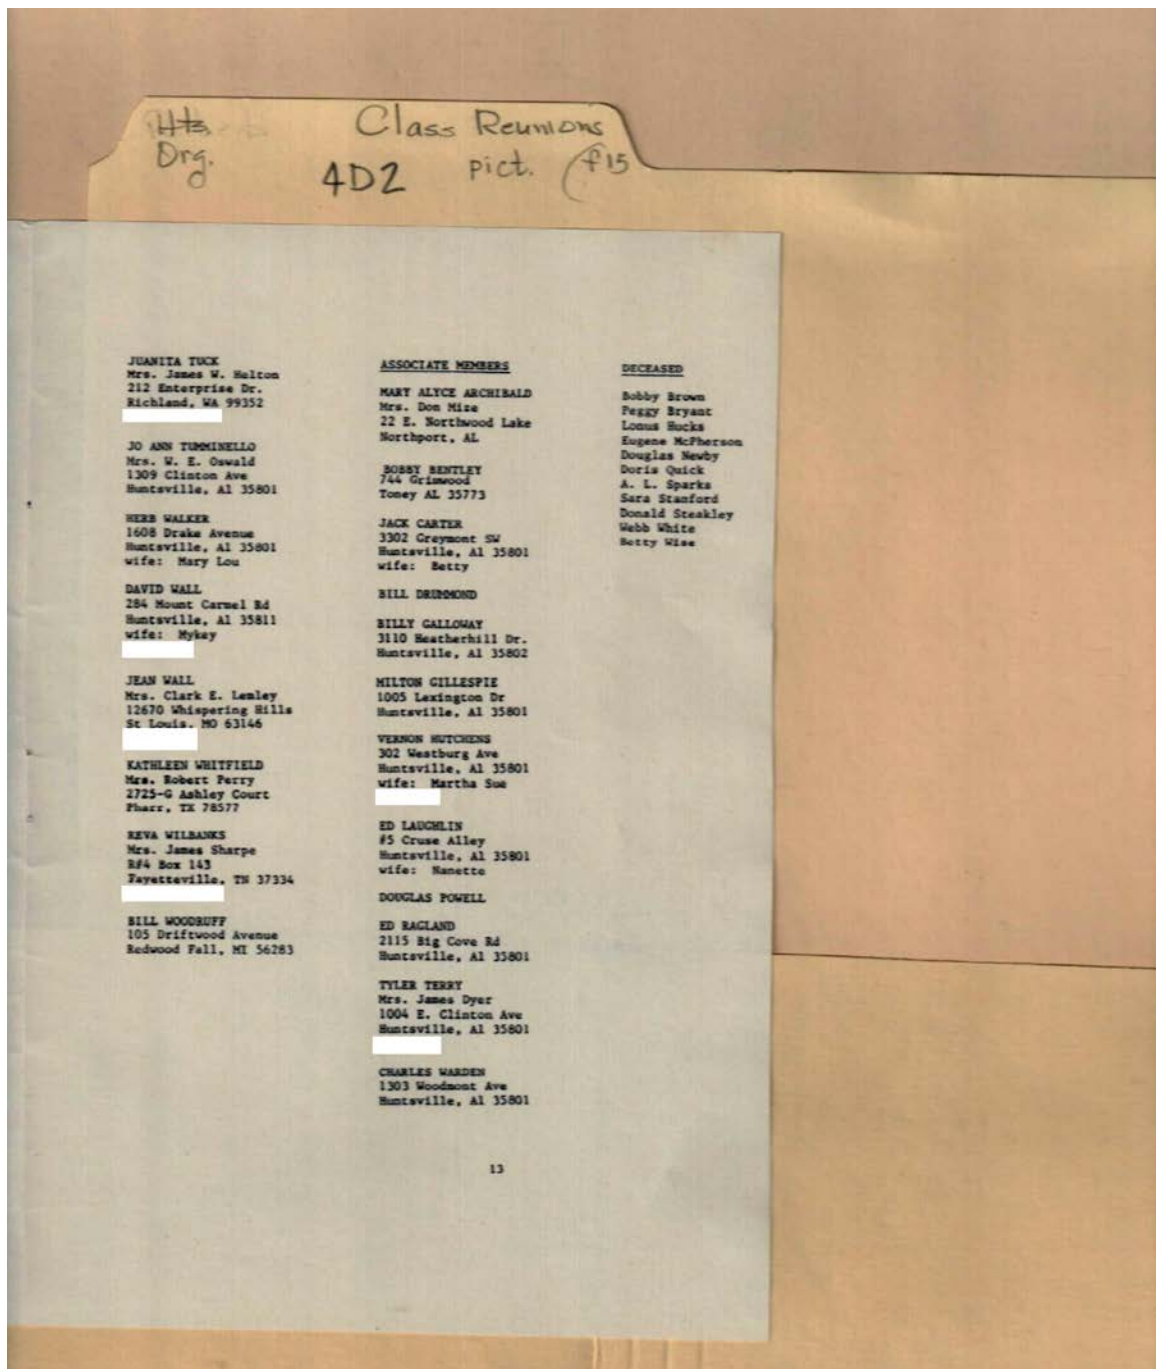 Hts.
Org.
Class Reunions
4D2 pict. (f15
JUANITA TUCK
Mrs. James W. Helton
212 Enterprise Dr.
Richland, WA 99352
JO ANN TUMMINELLO
Mrs. W. E. Oswald
1309 Clinton Ave
Huntsville, Al 35801
HERB WALKER
1608 Drake Avenue
Huntsville, Al 35801
wife: Mary Lou
DAVID WALL
284 Mount Carmel Rd
Huntsville, Al 35811
wife: Mykey
JEAN WALL
Mrs. Clark E. Lemley
12670 Whispering Hills
St Louis. MO 63146
KATHLEEN WHITFIELD
Mrs. Robert Perry
2725-G Ashley Court
Pharr, TX 78577
REVA WILBANKS
Mrs. James Sharpe
R#4 Box 143
Fayetteville, TN 37334
BILL WOODRUFF
105 Driftwood Avenue
Redwood Fall, MI 56283
ASSOCIATE MEMBERS
MARY ALYCE ARCHIBALD
Mrs. Don Mize
22 E. Northwood Lake
Northport, AL
BOBBY BENTLEY
744 Grimwood
Toney AL 35773
JACK CARTER
3302 Greymont SW
Huntsville, Al 35801
wife: Betty
BILL DRUMMOND
BILLY GALLOWAY
3110 Heatherhill Dr.
Huntsville, Al 35802
MILTON GILLESPIE
1005 Lexington Dr
Huntsville, Al 35801
VERNON HUTCHENS
302 Westburg Ave
Huntsville, Al 35801
wife: Martha Sue
ED LAUGHLIN
#5 Cruse Alley
Huntsville, Al 35801
wife: Nanette
DOUGLAS POWELL
ED RAGLAND
2115 Big Cove Rd
Huntsville, Al 35801
TYLER TERRY
Mrs. James Dyer
1004 E. Clinton Ave
Huntsville, Al 35801
CHARLES WARDEN
1303 Woodmont Ave
Huntsville, Al 35801
DECEASED
Bobby Brown
Peggy Bryant
Lonus Hucks
Eugene McPherson
Douglas Newby
Doris Quick
A. L. Sparks
Sara Stanford
Donald Steakley
Webb White
Betty Wise
13